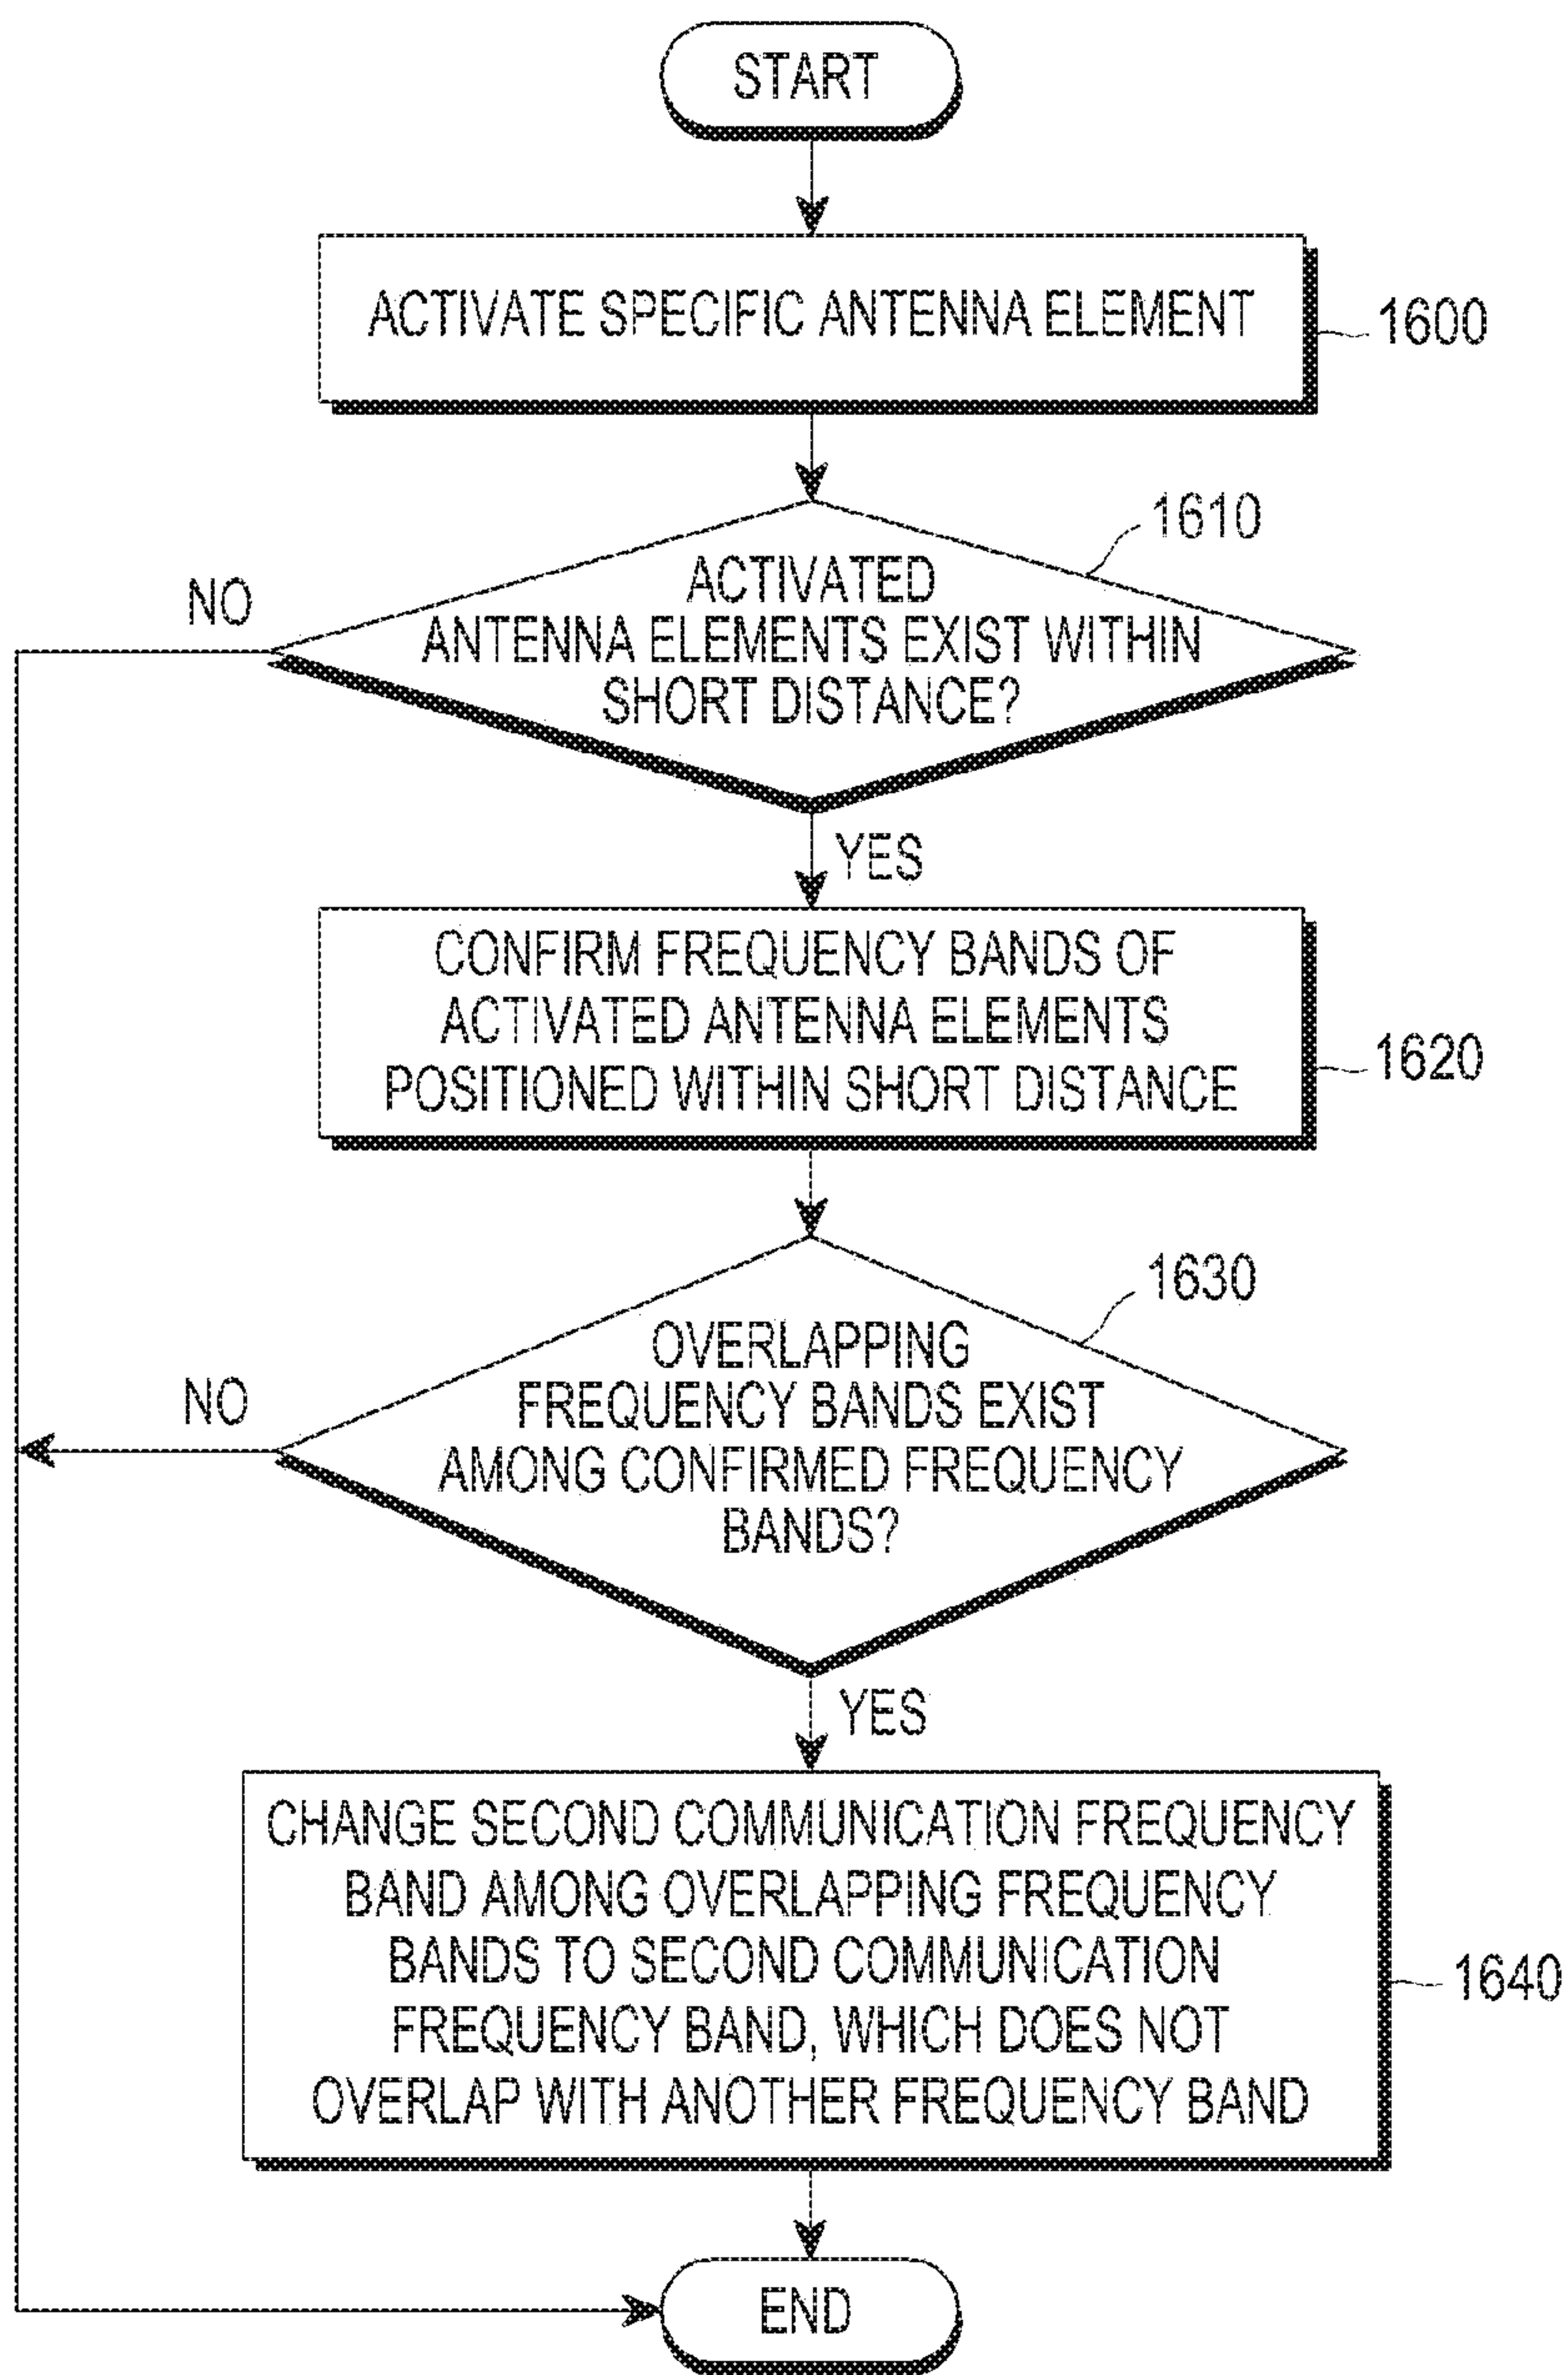 START
ACTIVATE SPECIFIC ANTENNA ELEMENT
1600
1610
ACTIVATED
ANTENNA ELEMENTS EXIST WITHIN
SHORT DISTANCE?
NO
YES
CONFIRM FREQUENCY BANDS OF
ACTIVATED ANTENNA ELEMENTS
POSITIONED WITHIN SHORT DISTANCE
1620
1630
OVERLAPPING
FREQUENCY BANDS EXIST
AMONG CONFIRMED FREQUENCY
BANDS?
NO
YES
CHANGE SECOND COMMUNICATION FREQUENCY
BAND AMONG OVERLAPPING FREQUENCY
BANDS TO SECOND COMMUNICATION
FREQUENCY BAND, WHICH DOES NOT
OVERLAP WITH ANOTHER FREQUENCY BAND
1640
END